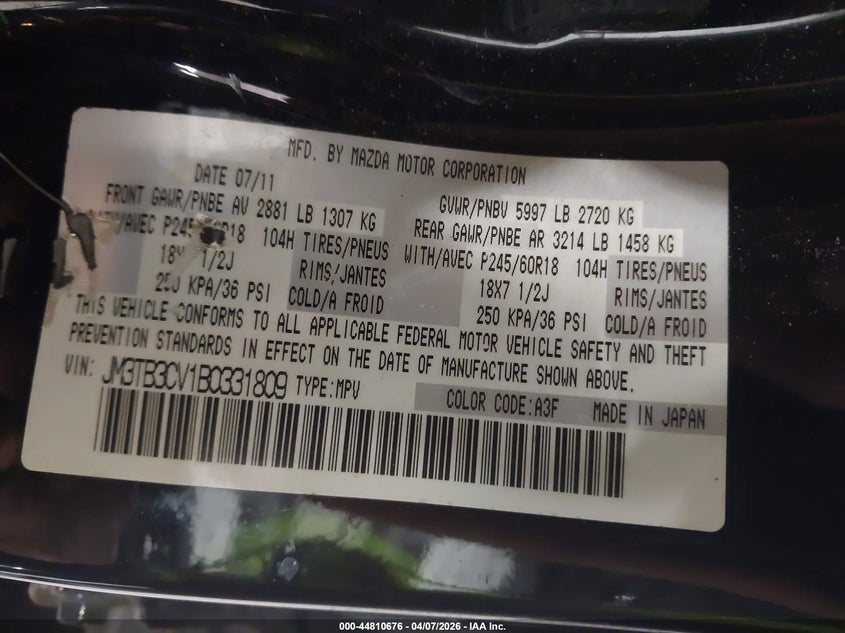 MFD. BY MAZDA MOTOR CORPORATION
DATE 07/11
FRONT GAWR/PNBE AV 2881 LB 1307 KG
104H TIRES/PNEUS
1/2J RIMS/JANTES
KPA/36 PSI COLD/A FROID
GVWR/PNBV 5997 LB 2720 KG
REAR GAWR/PNBE AR 3214 LB 1458 KG
WITH/AVEC P245/60R18 104H TIRES/PNEUS
18X7 1/2J RIMS/JANTES
250 KPA/36 PSI COLD/A FROID
THIS VEHICLE CONFORMS TO ALL APPLICABLE FEDERAL MOTOR VEHICLE SAFETY AND THEFT
PREVENTION STANDARDS IN EFFECT ON THE DATE OF MANUFACTURE SHOWN ABOVE.
VIN: JM3TB3CV1B0331809 TYPE:MPV
COLOR CODE:A3F MADE IN JAPAN
000-44810676 - 04/07/2026 - IAA Inc.